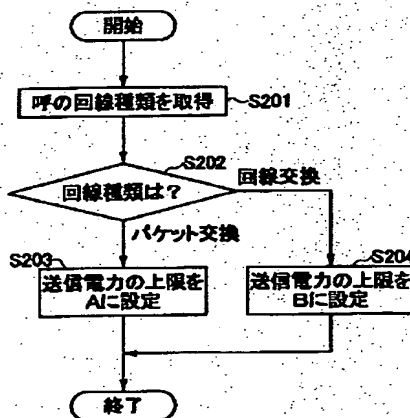 開始
呼の回線種類を取得
S201
S202
回線種類は?
回線交換
パケット交換
S203
送信電力の上限を
Aに設定
S204
送信電力の上限を
Bに設定
終了